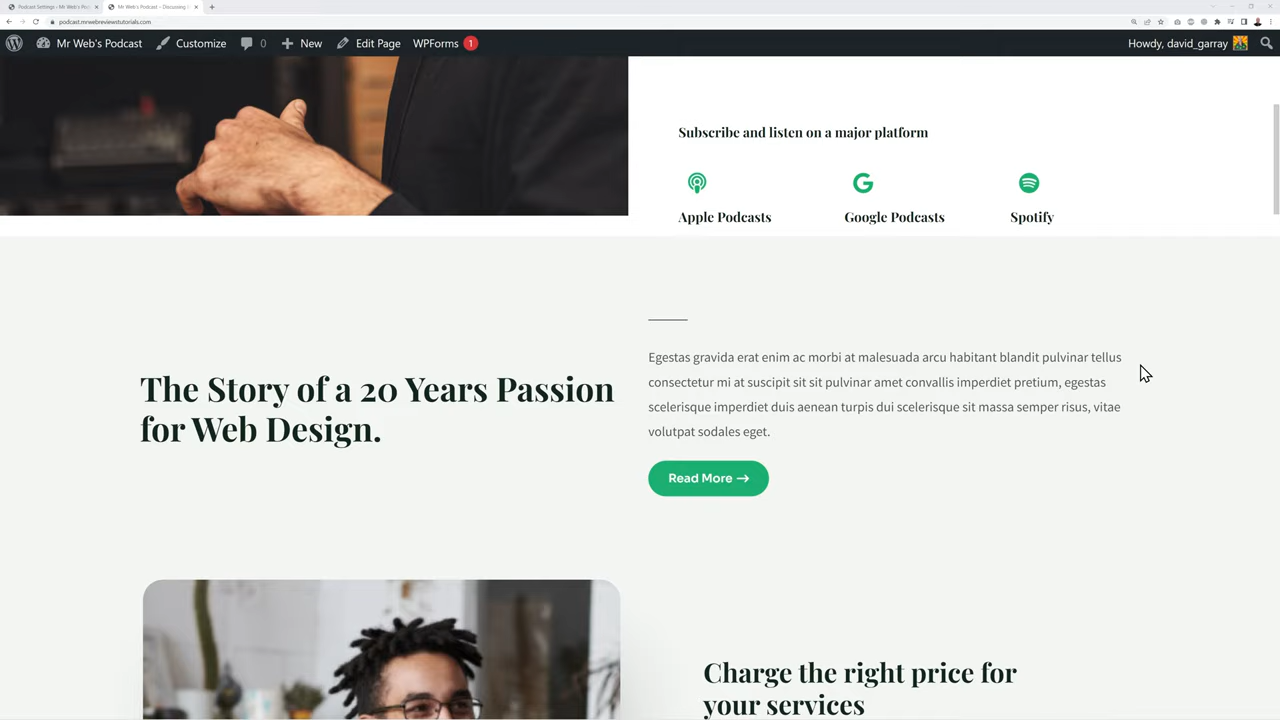 Podcast Settings ‹ Mr Web's Po
Mr Web's Podcast – Discussing
podcast.mrwebreviewstutorials.com
Mr Web's Podcast
Customize
0
New
Edit Page
WPForms 1
Howdy, david_garray
Subscribe and listen on a major platform
Apple Podcasts
Google Podcasts
Spotify
The Story of a 20 Years Passion
for Web Design.
Egestas gravida erat enim ac morbi at malesuada arcu habitant blandit pulvinar tellus
consectetur mi at suscipit sit sit pulvinar amet convallis imperdiet pretium, egestas
scelerisque imperdiet duis aenean turpis dui scelerisque sit massa semper risus, vitae
volutpat sodales eget.
Read More →
Charge the right price for
your services